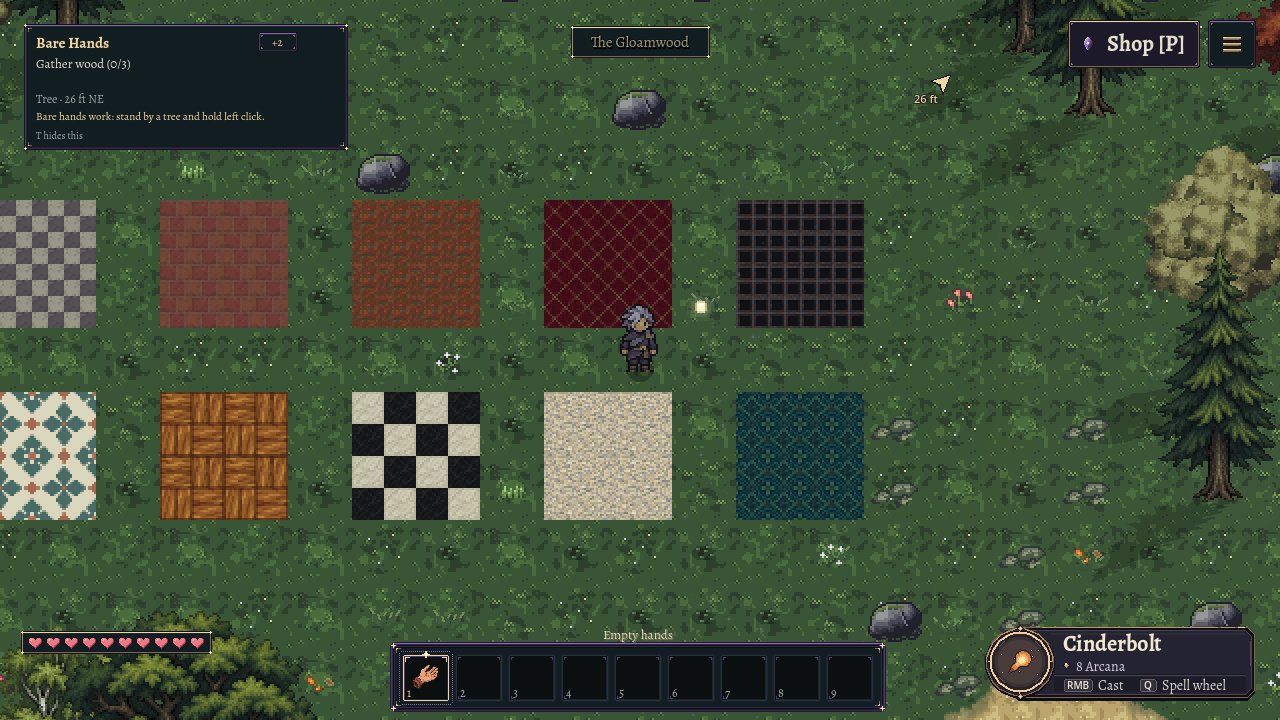 Bare Hands
+2
Gather wood (0/3)
Tree · 26 ft NE
Bare hands work: stand by a tree and hold left click.
T hides this
The Gloamwood
Shop [P]
26 ft
Empty hands
1
2
3
4
5
6
7
8
9
Cinderbolt
8 Arcana
RMB Cast
Q Spell wheel